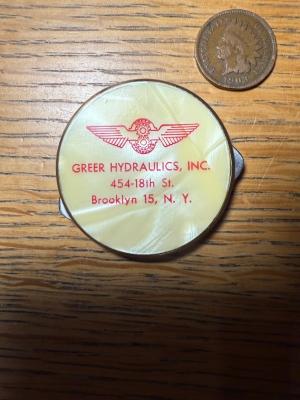 GREER HYDRAULICS, INC.
454-18th St.
Brooklyn 15, N. Y.